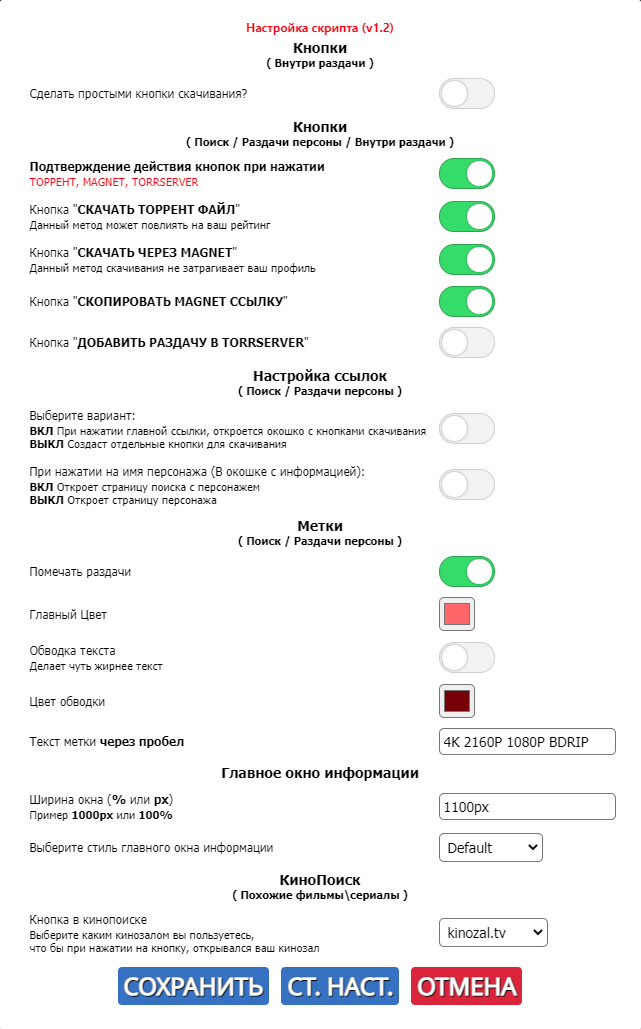 Настройка скрипта (v1.2)
Кнопки
( Внутри раздачи )
Сделать простыми кнопки скачивания?
Кнопки
( Поиск / Раздачи персоны / Внутри раздачи )
Подтверждение действия кнопок при нажатии
ТОРРЕНТ, MAGNET, TORRSERVER
Кнопка "СКАЧАТЬ ТОРРЕНТ ФАЙЛ"
Данный метод может повлиять на ваш рейтинг
Кнопка "СКАЧАТЬ ЧЕРЕЗ MAGNET"
Данный метод скачивания не затрагивает ваш профиль
Кнопка "СКОПИРОВАТЬ MAGNET ССЫЛКУ"
Кнопка "ДОБАВИТЬ РАЗДАЧУ В TORRSERVER"
Настройка ссылок
( Поиск / Раздачи персоны )
Выберите вариант:
ВКЛ При нажатии главной ссылки, откроется окошко с кнопками скачивания
ВЫКЛ Создаст отдельные кнопки для скачивания
При нажатии на имя персонажа (В окошке с информацией):
ВКЛ Откроет страницу поиска с персонажем
ВЫКЛ Откроет страницу персонажа
Метки
( Поиск / Раздачи персоны )
Помечать раздачи
Главный Цвет
Обводка текста
Делает чуть жирнее текст
Цвет обводки
Текст метки через пробел
4K 2160P 1080P BDRIP
Главное окно информации
Ширина окна (% или px)
Пример 1000px или 100%
1100px
Выберите стиль главного окна информации
Default
КиноПоиск
( Похожие фильмы\сериалы )
Кнопка в кинопоиске
Выберите каким кинозалом вы пользуетесь,
что бы при нажатии на кнопку, открывался ваш кинозал
kinozal.tv
СОХРАНИТЬ
СТ. НАСТ.
ОТМЕНА